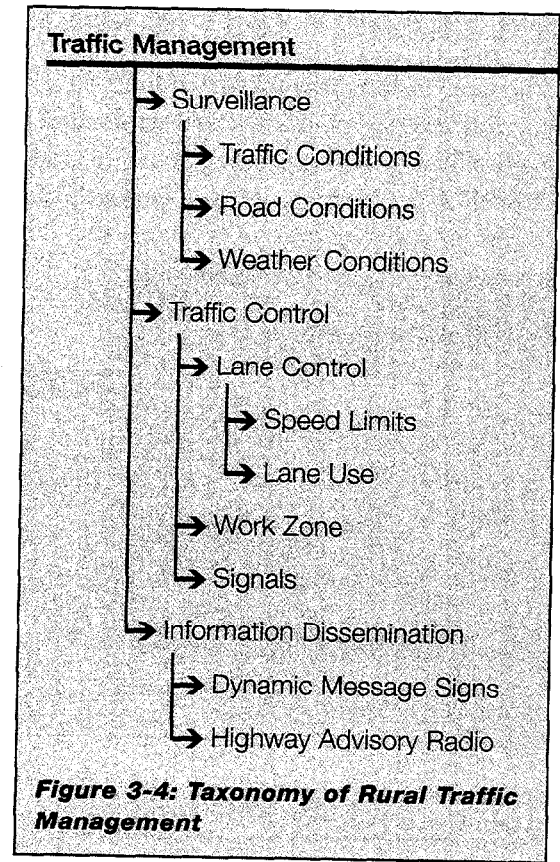 Traffic Management
Surveillance
Traffic Conditions
Road Conditions
Weather Conditions
Traffic Control
Lane Control
Speed Limits
Lane Use
Work Zone
Signals
Information Dissemination
Dynamic Message Signs
Highway Advisory Radio
Figure 3-4: Taxonomy of Rural Traffic
Management